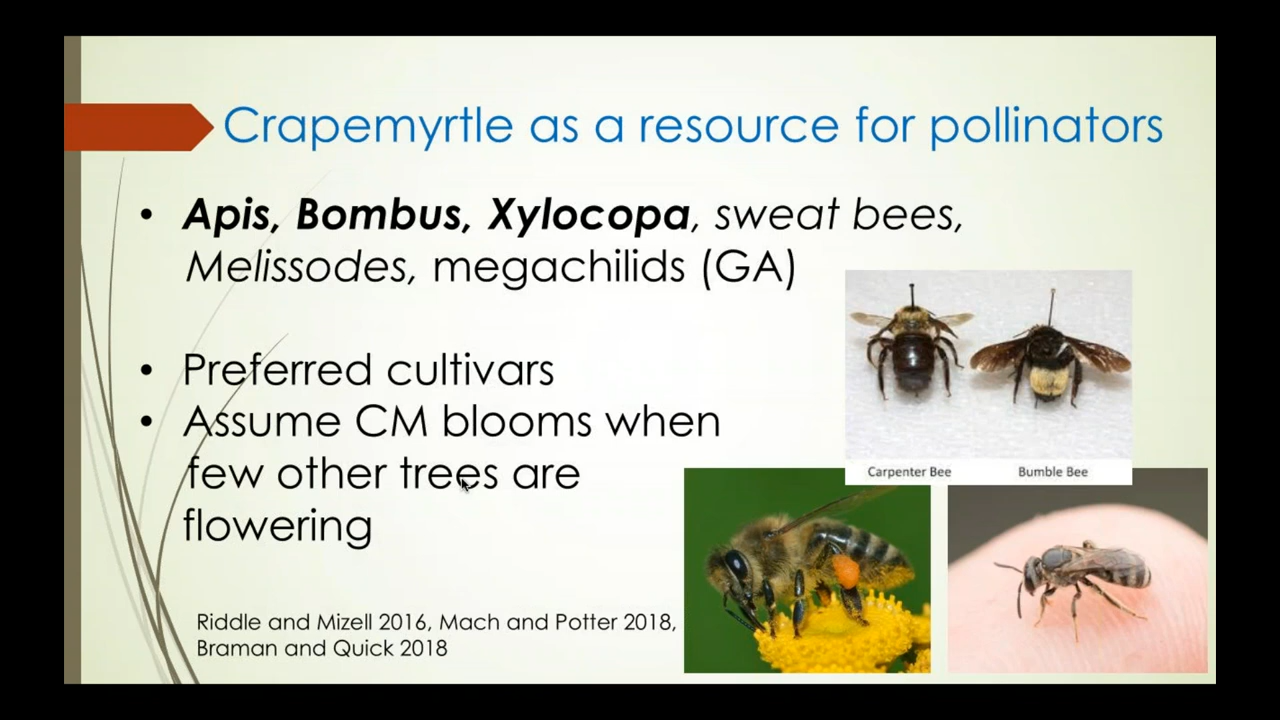 Crapemyrtle as a resource for pollinators
• Apis, Bombus, Xylocopa, sweat bees,
Melissodes, megachilids (GA)
• Preferred cultivars
• Assume CM blooms when
few other trees are
flowering
Carpenter Bee
Bumble Bee
Riddle and Mizell 2016, Mach and Potter 2018,
Braman and Quick 2018